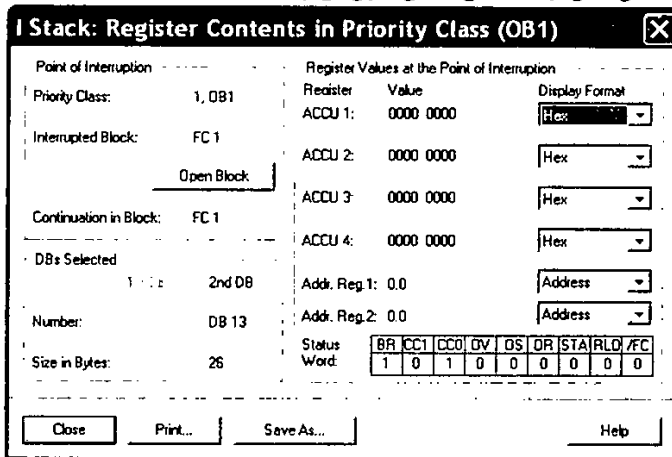 I Stack: Register Contents in Priority Class (OB1)
Point of Interruption
Priority Class: 1, OB1
Interrupted Block: FC 1
Open Block
Continuation in Block: FC 1
DBs Selected
2nd DB
Number: DB 13
Size in Bytes: 26
Register Values at the Point of Interruption
Register Value Display Format
ACCU 1: 0000 0000 Hex
ACCU 2: 0000 0000 Hex
ACCU 3: 0000 0000 Hex
ACCU 4: 0000 0000 Hex
Addr. Reg.1: 0.0 Address
Addr. Reg.2: 0.0 Address
Status Word: BR CC1 CC0 OV OS OR STA RLO /FC
1 0 1 0 0 0 0 0 0
Close Print... Save As... Help